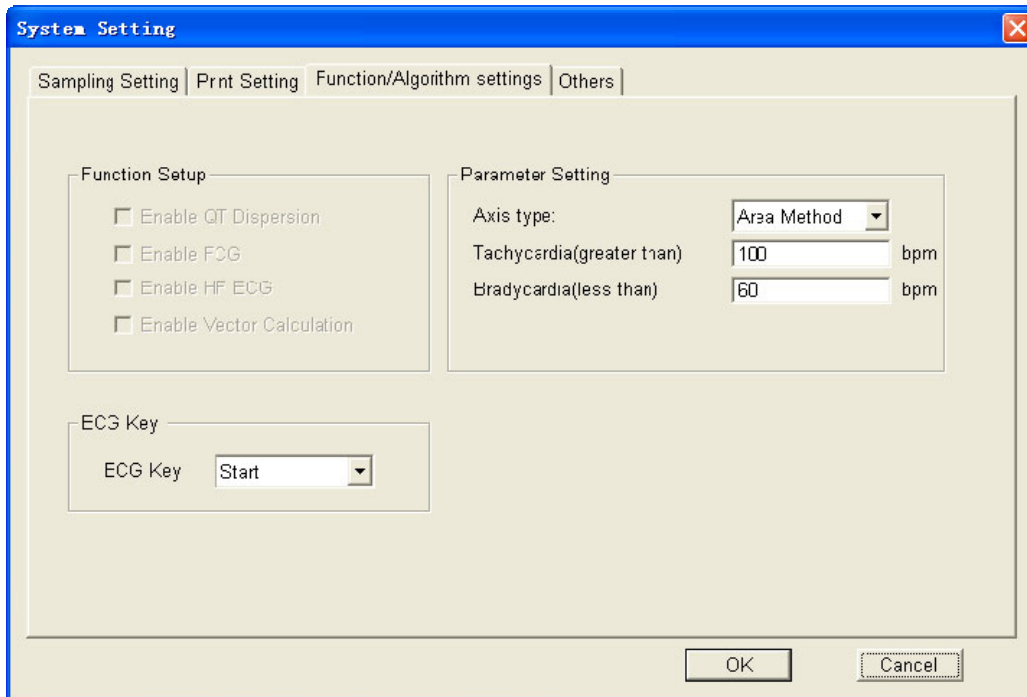 System Setting
Sampling Setting
Print Setting
Function/Algorithm settings
Others
Function Setup
Enable QT Dispersion
Enable FCG
Enable HF ECG
Enable Vector Calculation
Parameter Setting
Axis type: Area Method
Tachycardia(greater than) 100 bpm
Bradycardia(less than) 60 bpm
ECG Key
ECG Key Start
OK
Cancel